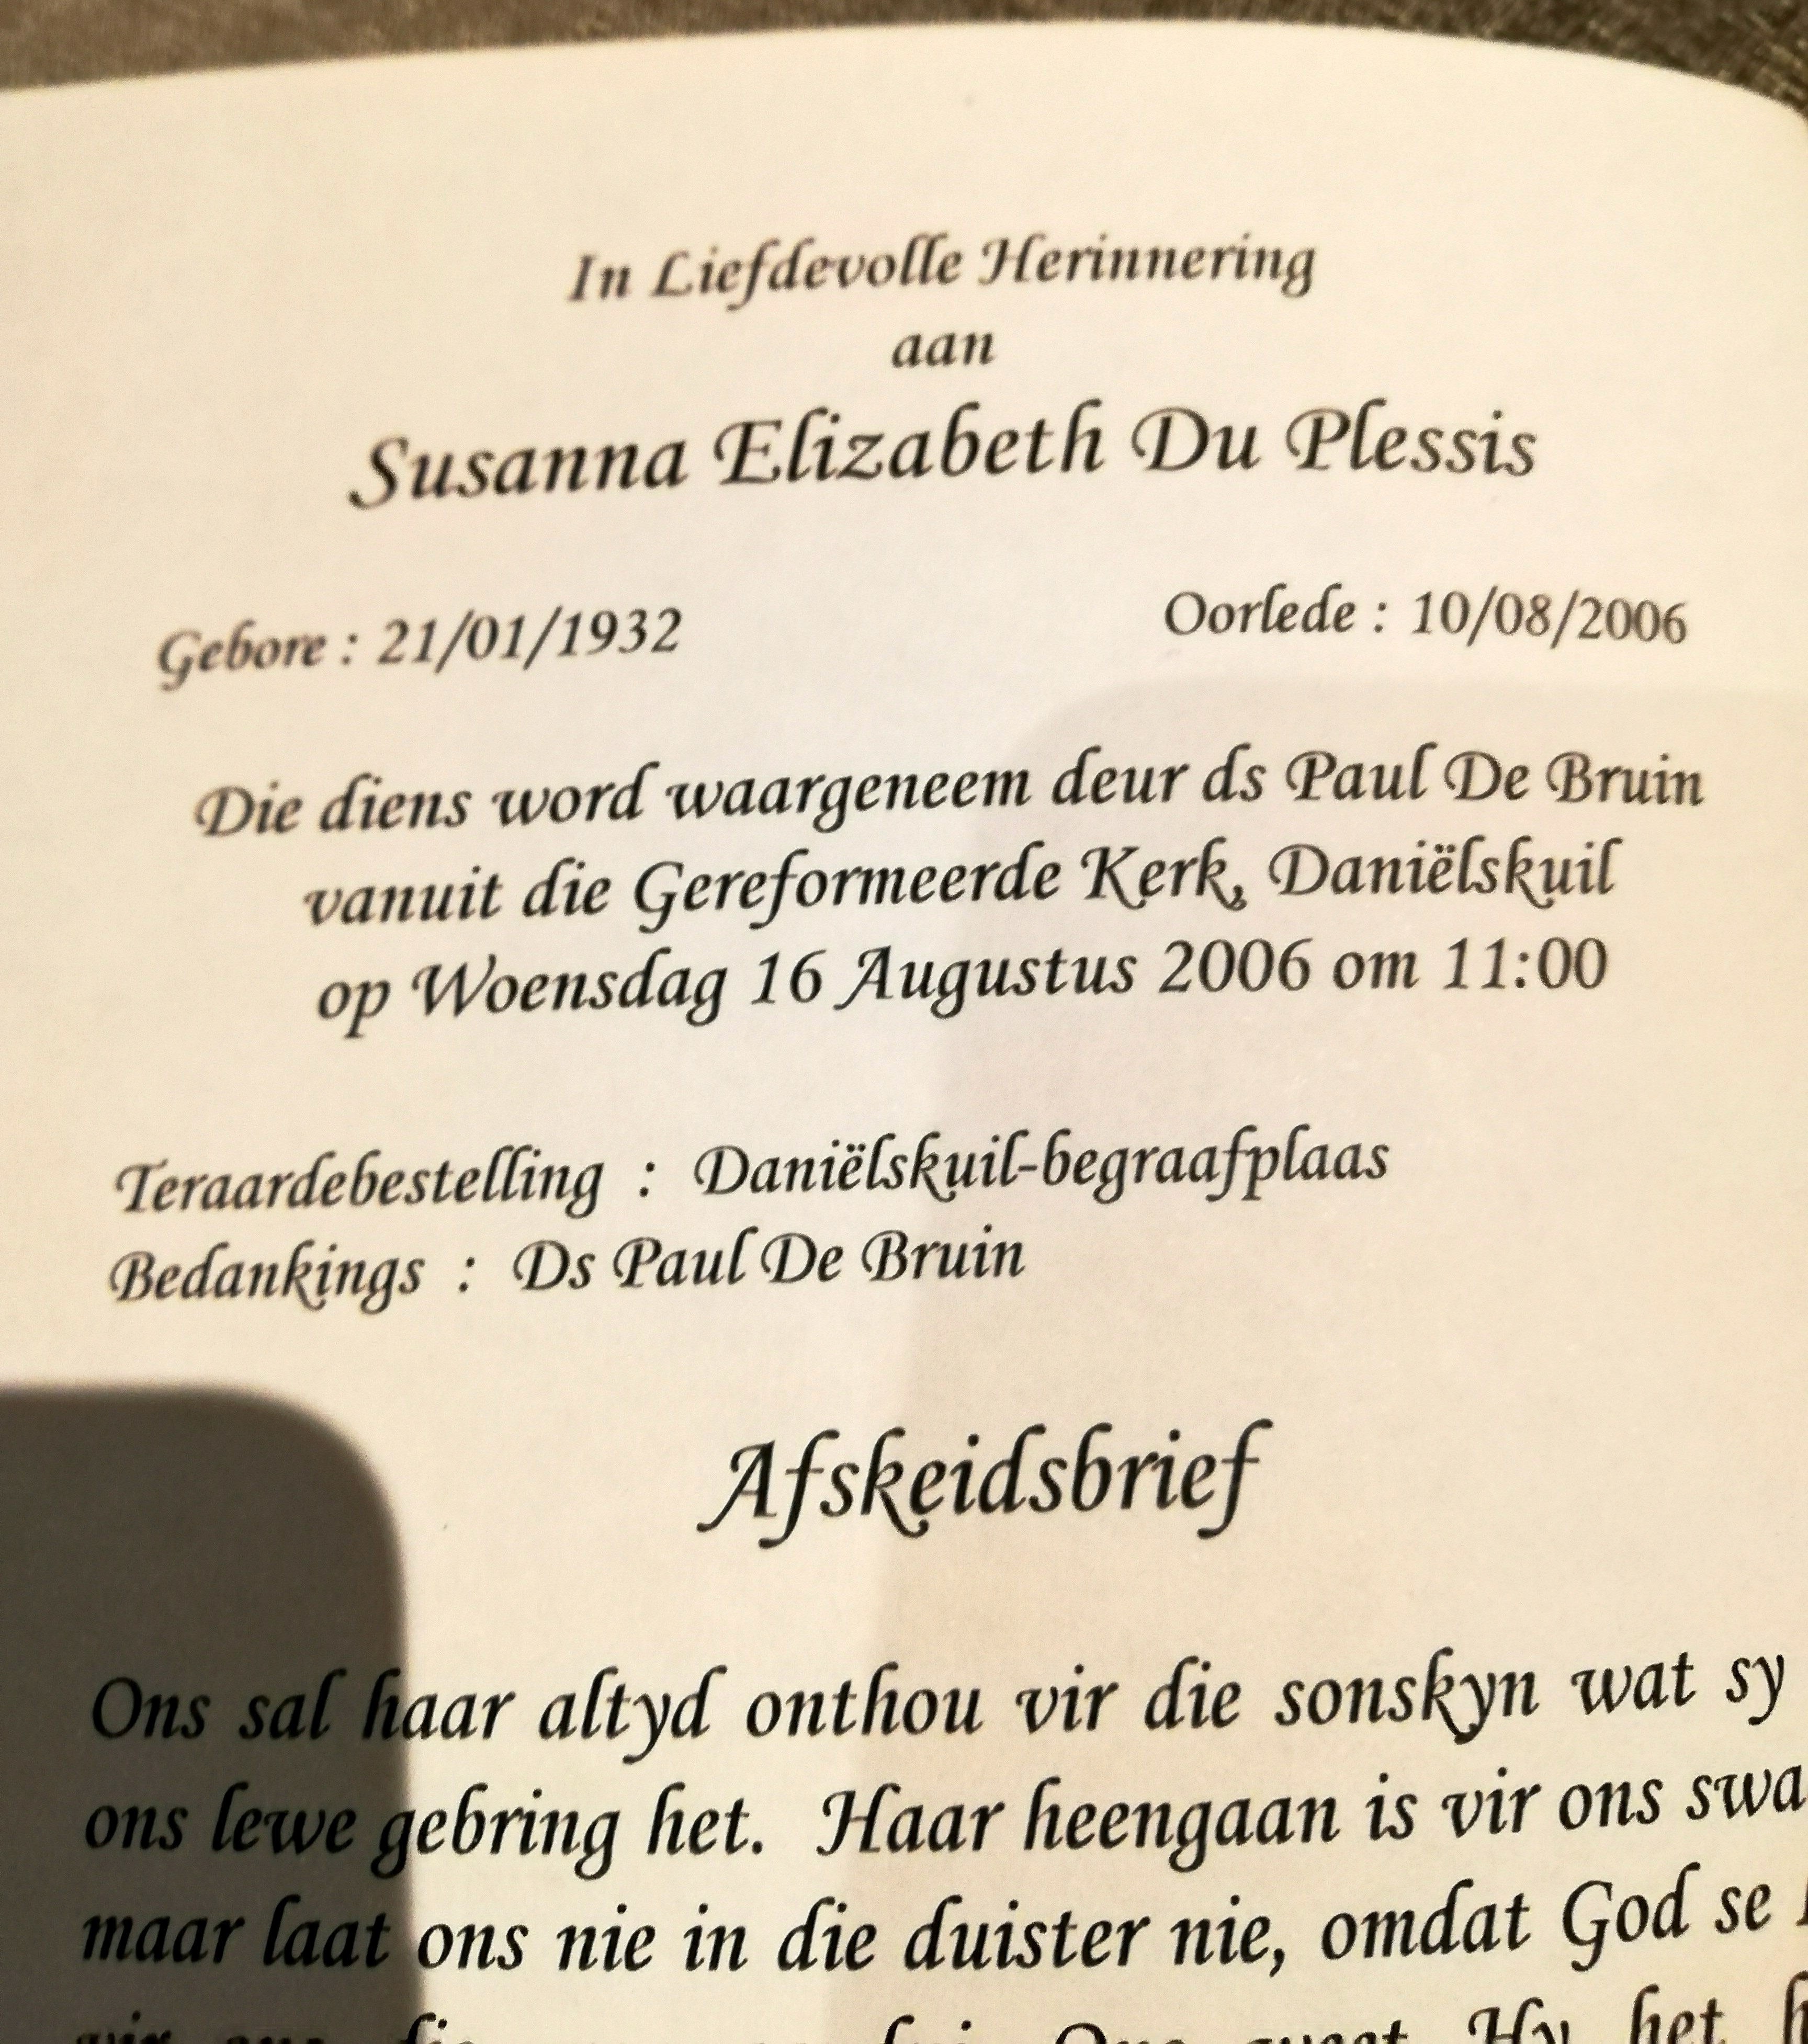 In Liefdevolle Herinnering
aan
Susanna Elizabeth Du Plessis
Gebore : 21/01/1932 Oorlede : 10/08/2006
Die diens word waargeneem deur ds Paul De Bruin
vanuit die Gereformeerde Kerk, Daniëlskuil
op Woensdag 16 Augustus 2006 om 11:00
Teraardebestelling : Daniëlskuil-begraafplaas
Bedankings : Ds Paul De Bruin
Afskeidsbrief
Ons sal haar altyd onthou vir die sonskyn wat sy
ons lewe gebring het. Haar heengaan is vir ons
maar laat ons nie in die duister nie, omdat God se
Hy het